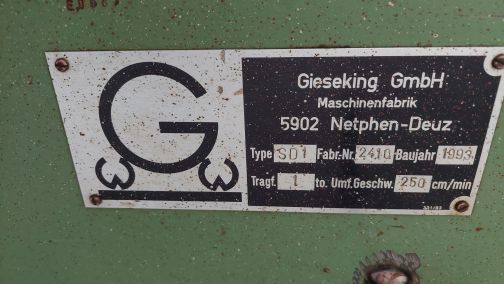 G
Gieseking GmbH
Maschinenfabrik
5902 Netphen-Deuz
Type SD1 Fabr.-Nr. 2410 Baujahr 1993
Tragf. 1 to. Umf. Geschw. 250 cm/min